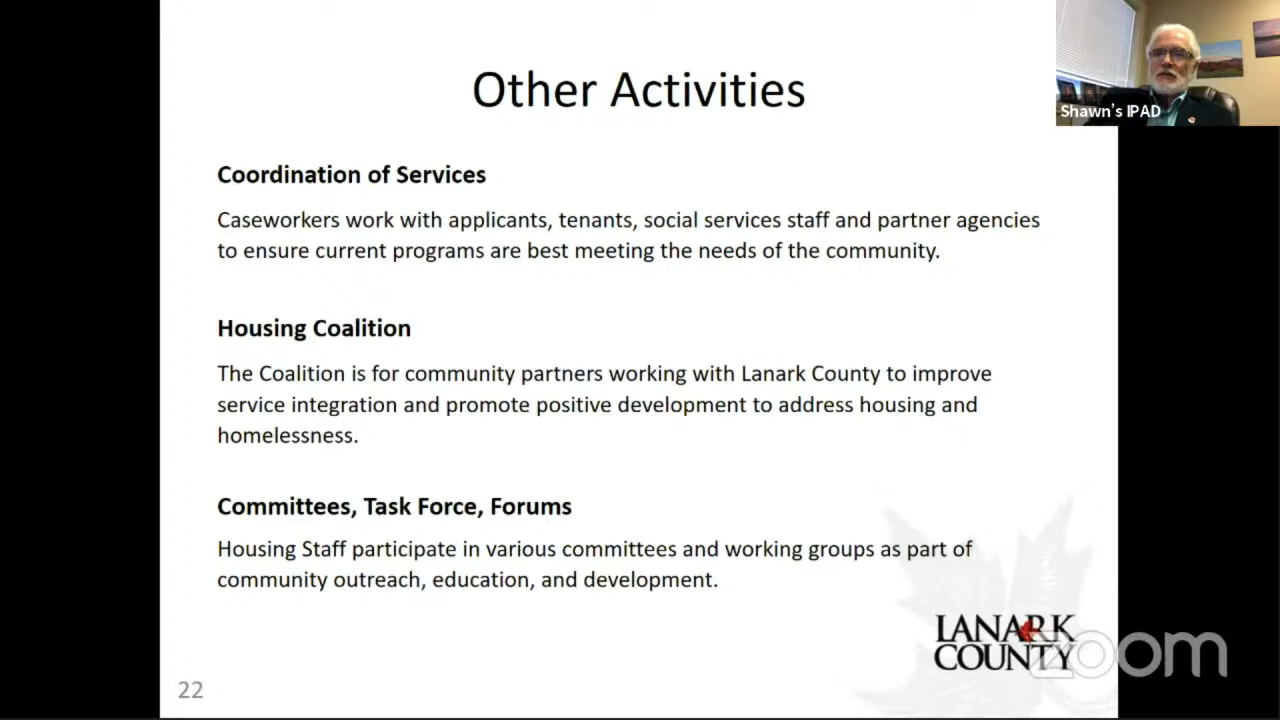 Other Activities
Shawn's IPAD
Coordination of Services
Caseworkers work with applicants, tenants, social services staff and partner agencies
to ensure current programs are best meeting the needs of the community.
Housing Coalition
The Coalition is for community partners working with Lanark County to improve
service integration and promote positive development to address housing and
homelessness.
Committees, Task Force, Forums
Housing Staff participate in various committees and working groups as part of
community outreach, education, and development.
LANARK
COUNTY
zoom
22